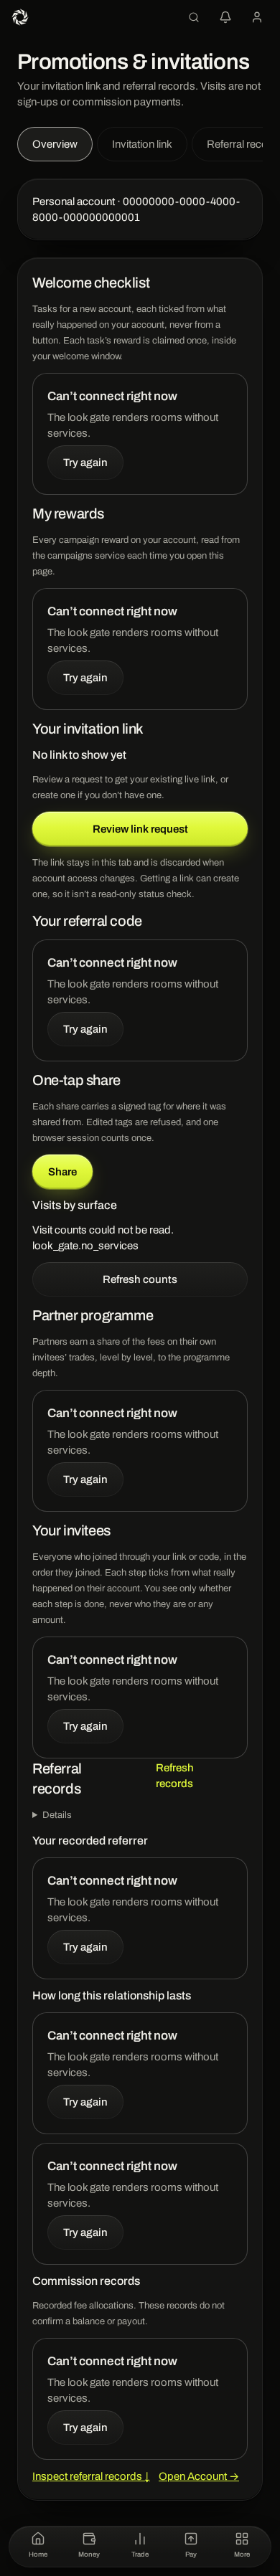 Promotions & invitations
Your invitation link and referral records. Visits are not
sign-ups or commission payments.
Overview
Invitation link
Referral reco
Personal account · 00000000-0000-4000-
8000-000000000001
Welcome checklist
Tasks for a new account, each ticked from what
really happened on your account, never from a
button. Each task’s reward is claimed once, inside
your welcome window.
Can’t connect right now
The look gate renders rooms without
services.
Try again
My rewards
Every campaign reward on your account, read from
the campaigns service each time you open this
page.
Can’t connect right now
The look gate renders rooms without
services.
Try again
Your invitation link
No link to show yet
Review a request to get your existing live link, or
create one if you don’t have one.
Review link request
The link stays in this tab and is discarded when
account access changes. Getting a link can create
one, so it isn’t a read-only status check.
Your referral code
Can’t connect right now
The look gate renders rooms without
services.
Try again
One-tap share
Each share carries a signed tag for where it was
shared from. Edited tags are refused, and one
browser session counts once.
Share
Visits by surface
Visit counts could not be read.
look_gate.no_services
Refresh counts
Partner programme
Partners earn a share of the fees on their own
invitees’ trades, level by level, to the programme
depth.
Can’t connect right now
The look gate renders rooms without
services.
Try again
Your invitees
Everyone who joined through your link or code, in the
order they joined. Each step ticks from what really
happened on their account. You see only whether
each step is done, never who they are or any
amount.
Can’t connect right now
The look gate renders rooms without
services.
Try again
Referral
records
Refresh
records
Details
Your recorded referrer
Can’t connect right now
The look gate renders rooms without
services.
Try again
How long this relationship lasts
Can’t connect right now
The look gate renders rooms without
services.
Try again
Can’t connect right now
The look gate renders rooms without
services.
Try again
Commission records
Recorded fee allocations. These records do not
confirm a balance or payout.
Can’t connect right now
The look gate renders rooms without
services.
Try again
Inspect referral records ↓ Open Account →
Home
Money
Trade
Pay
More